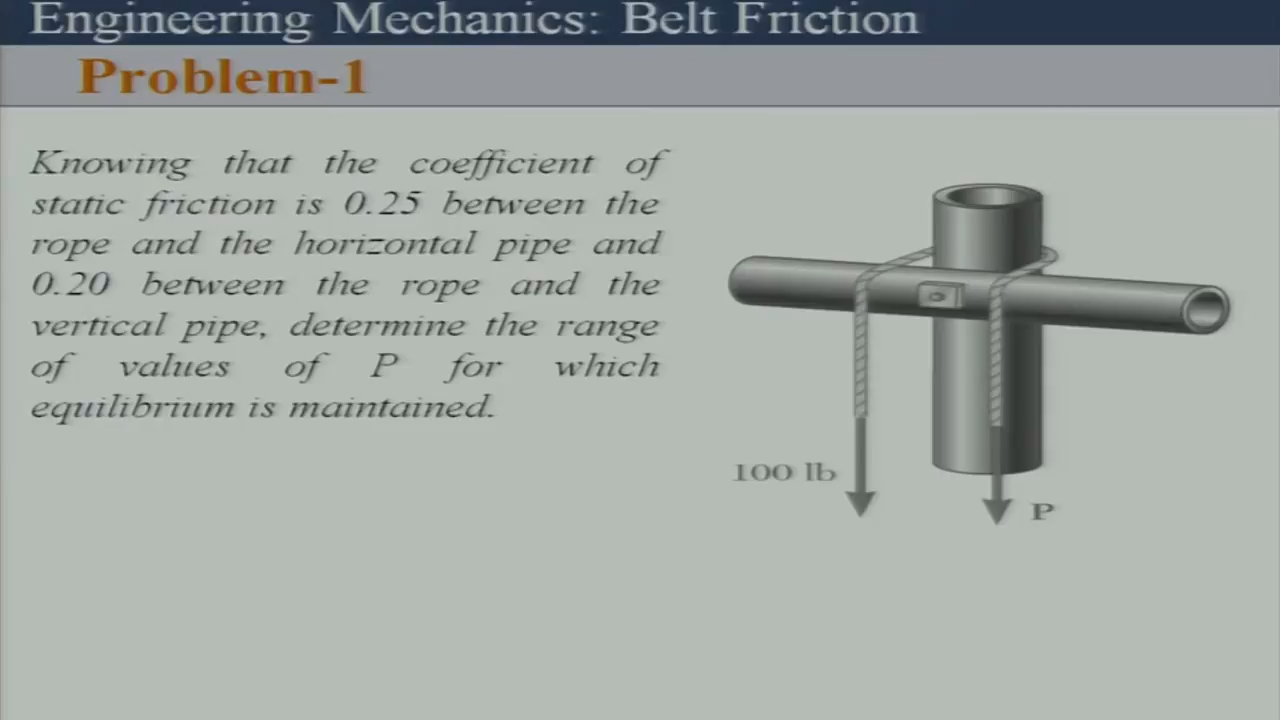 Engineering Mechanics: Belt Friction
Problem-1
Knowing that the coefficient of
static friction is 0.25 between the
rope and the horizontal pipe and
0.20 between the rope and the
vertical pipe, determine the range
of values of P for which
equilibrium is maintained.
100 lb
P